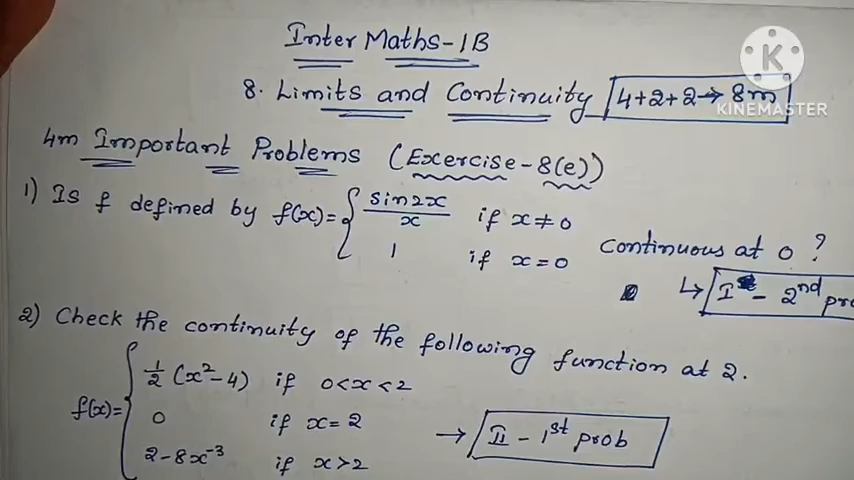 Inter Maths-1B
8. Limits and Continuity 4+2+2→ 8m
KINEMASTER
4m Important Problems (Excercise-8(e))
1) Is f defined by f(x)= { sin2x/x if x≠0
1 if x=0
continuous at 0 ?
↳ I - 2nd
2) Check the continuity of the following function at 2.
f(x)= { 1/2 (x²-4) if 0<x<2
0 if x=2
2-8x⁻³ if x>2
→ II - 1st prob